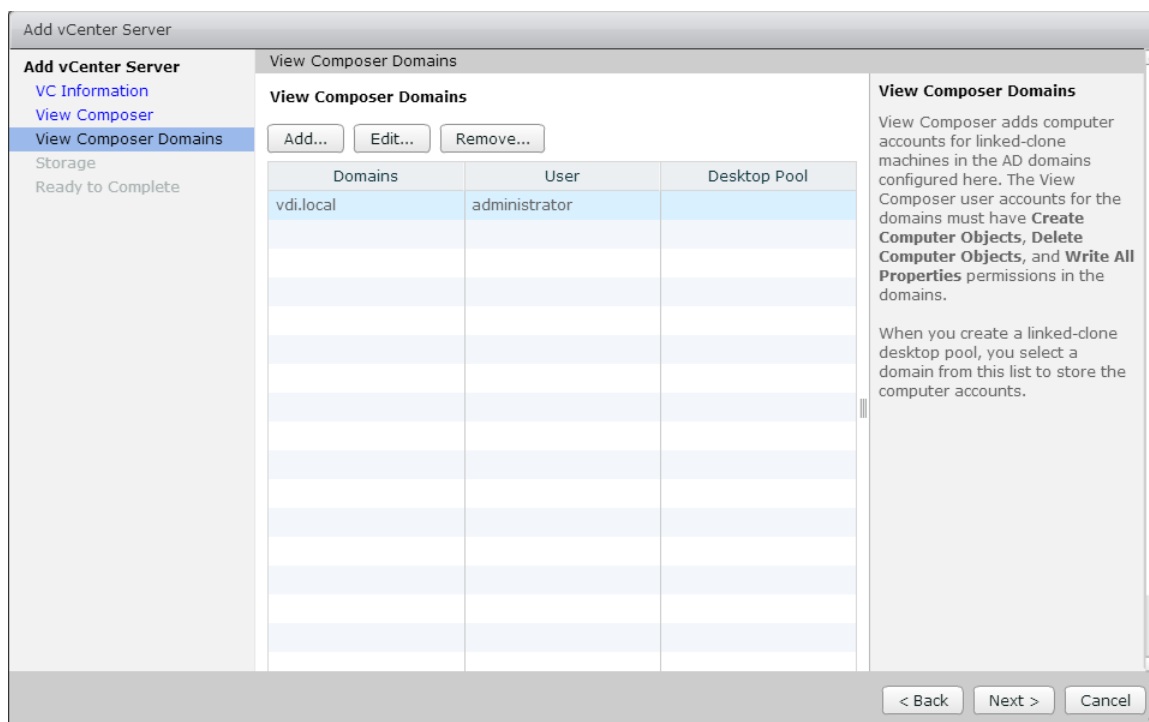 Add vCenter Server
Add vCenter Server
VC Information
View Composer
View Composer Domains
Storage
Ready to Complete
View Composer Domains
View Composer Domains
Add... Edit... Remove...
Domains User Desktop Pool
vdi.local administrator
View Composer Domains
View Composer adds computer
accounts for linked-clone
machines in the AD domains
configured here. The View
Composer user accounts for the
domains must have Create
Computer Objects, Delete
Computer Objects, and Write All
Properties permissions in the
domains.
When you create a linked-clone
desktop pool, you select a
domain from this list to store the
computer accounts.
< Back Next > Cancel